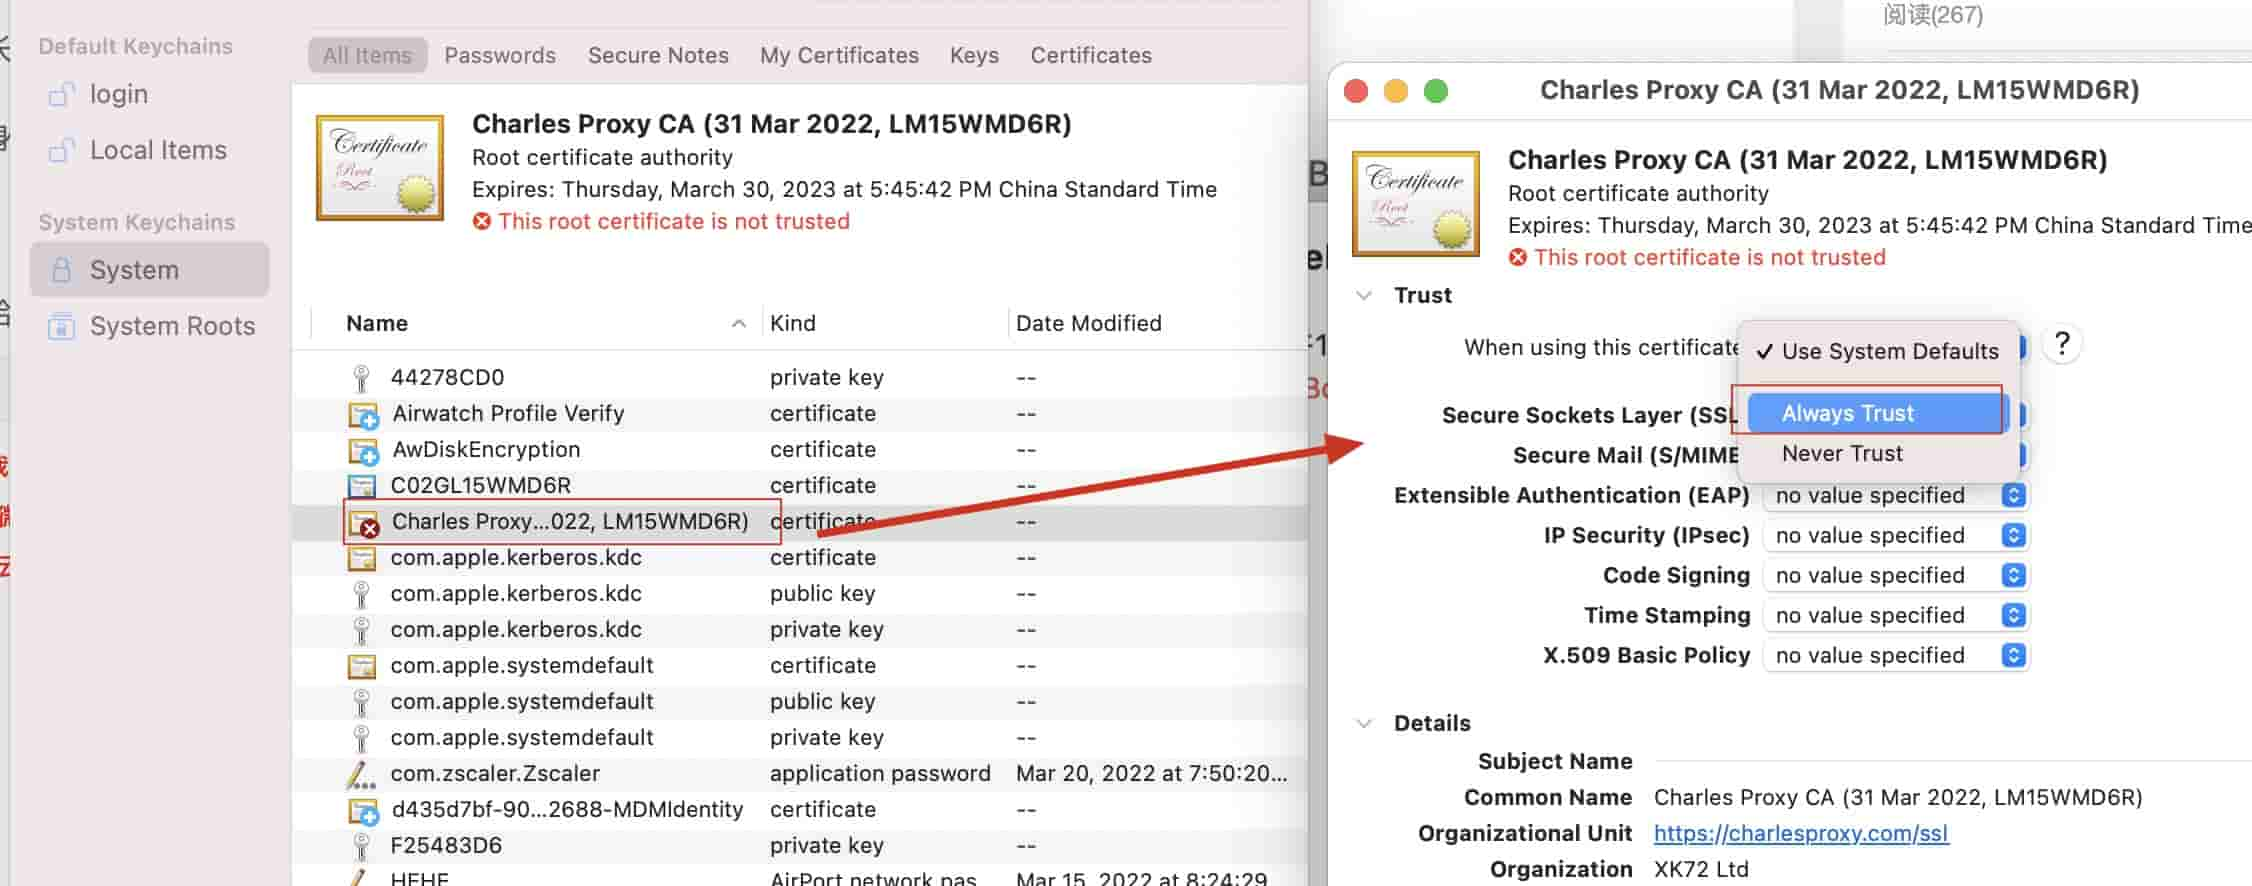 Default Keychains
login
Local Items
System Keychains
System
System Roots
All Items Passwords Secure Notes My Certificates Keys Certificates
Certificate
Root
Charles Proxy CA (31 Mar 2022, LM15WMD6R)
Root certificate authority
Expires: Thursday, March 30, 2023 at 5:45:42 PM China Standard Time
This root certificate is not trusted
Name Kind Date Modified
44278CD0 private key --
Airwatch Profile Verify certificate --
AwDiskEncryption certificate --
C02GL15WMD6R certificate --
Charles Proxy...022, LM15WMD6R) certificate --
com.apple.kerberos.kdc certificate --
com.apple.kerberos.kdc public key --
com.apple.kerberos.kdc private key --
com.apple.systemdefault certificate --
com.apple.systemdefault public key --
com.apple.systemdefault private key --
com.zscaler.Zscaler application password Mar 20, 2022 at 7:50:20...
d435d7bf-90...2688-MDMIdentity certificate --
F25483D6 private key --
HEHE AirPort network pas... Mar 15, 2022 at 8:24:29...
阅读(267)
Charles Proxy CA (31 Mar 2022, LM15WMD6R)
Certificate
Root
Charles Proxy CA (31 Mar 2022, LM15WMD6R)
Root certificate authority
Expires: Thursday, March 30, 2023 at 5:45:42 PM China Standard Time
This root certificate is not trusted
Trust
When using this certificate ✓ Use System Defaults ?
Secure Sockets Layer (SSL Always Trust
Secure Mail (S/MIME Never Trust
Extensible Authentication (EAP) no value specified
IP Security (IPsec) no value specified
Code Signing no value specified
Time Stamping no value specified
X.509 Basic Policy no value specified
Details
Subject Name
Common Name Charles Proxy CA (31 Mar 2022, LM15WMD6R)
Organizational Unit https://charlesproxy.com/ssl
Organization XK72 Ltd